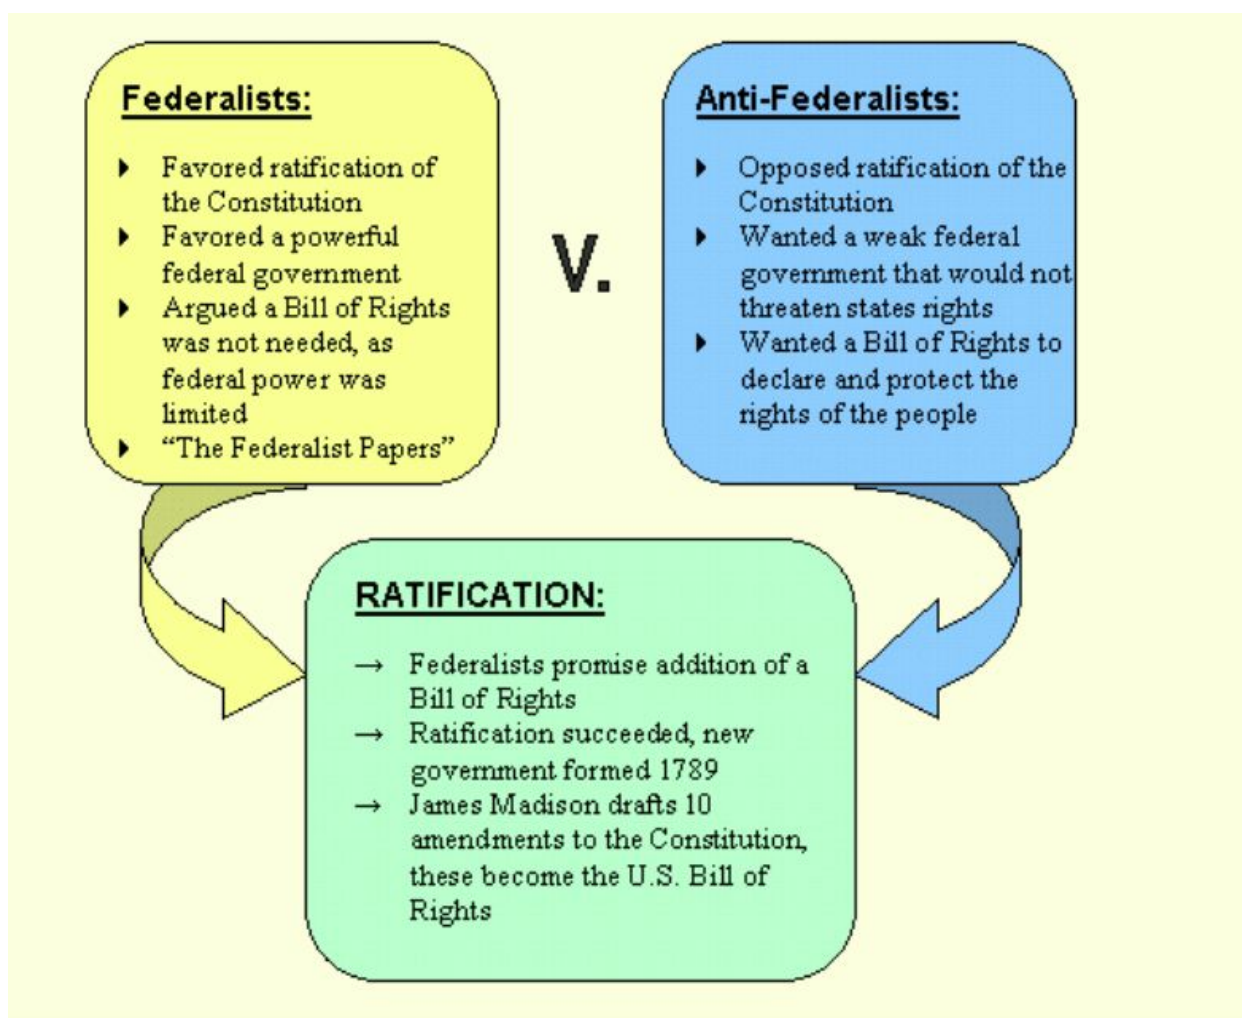 Federalists:
Favored ratification of
the Constitution
Favored a powerful
federal government
Argued a Bill of Rights
was not needed, as
federal power was
limited
“The Federalist Papers”
V.
Anti-Federalists:
Opposed ratification of the
Constitution
Wanted a weak federal
government that would not
threaten states rights
Wanted a Bill of Rights to
declare and protect the
rights of the people
RATIFICATION:
→ Federalists promise addition of a
Bill of Rights
→ Ratification succeeded, new
government formed 1789
→ James Madison drafts 10
amendments to the Constitution,
these become the U.S. Bill of
Rights